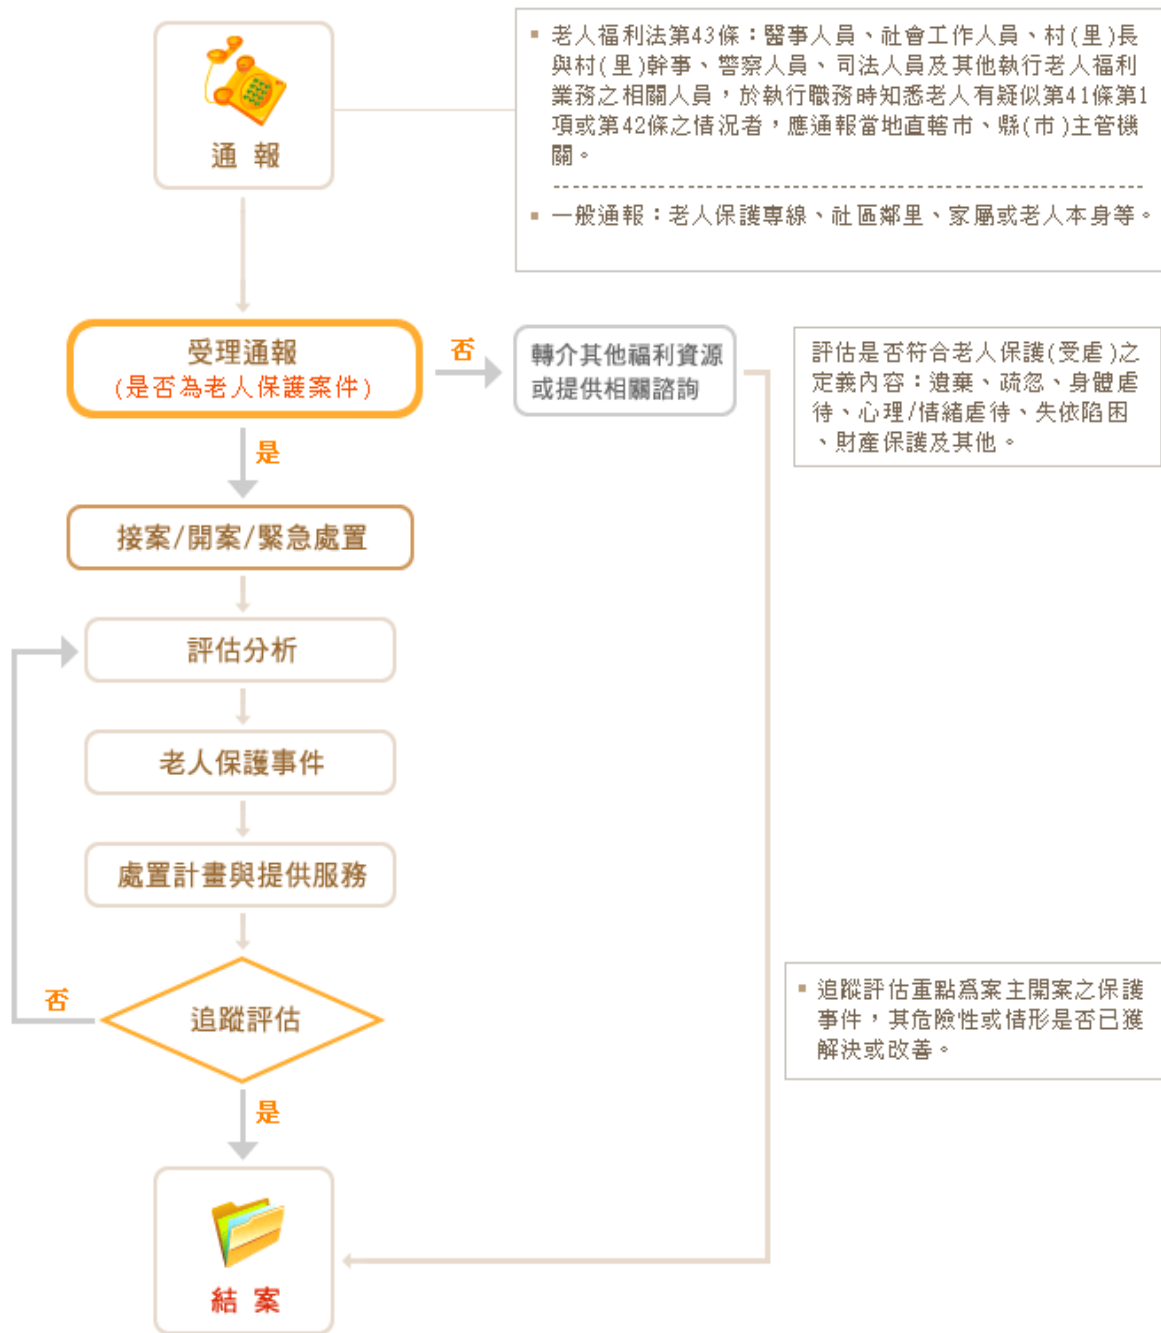 通 報
▪ 老人福利法第43條：醫事人員、社會工作人員、村(里)長
與村(里)幹事、警察人員、司法人員及其他執行老人福利
業務之相關人員，於執行職務時知悉老人有疑似第41條第1
項或第42條之情況者，應通報當地直轄市、縣(市)主管機
關。
▪ 一般通報：老人保護專線、社區鄰里、家屬或老人本身等。
受理通報
(是否為老人保護案件)
否
轉介其他福利資源
或提供相關諮詢
評估是否符合老人保護(受虐)之
定義內容：遺棄、疏忽、身體虐
待、心理/情緒虐待、失依陷困
、財產保護及其他。
是
接案/開案/緊急處置
評估分析
老人保護事件
處置計畫與提供服務
否
追蹤評估
▪ 追蹤評估重點為案主開案之保護
事件，其危險性或情形是否已獲
解決或改善。
是
結 案